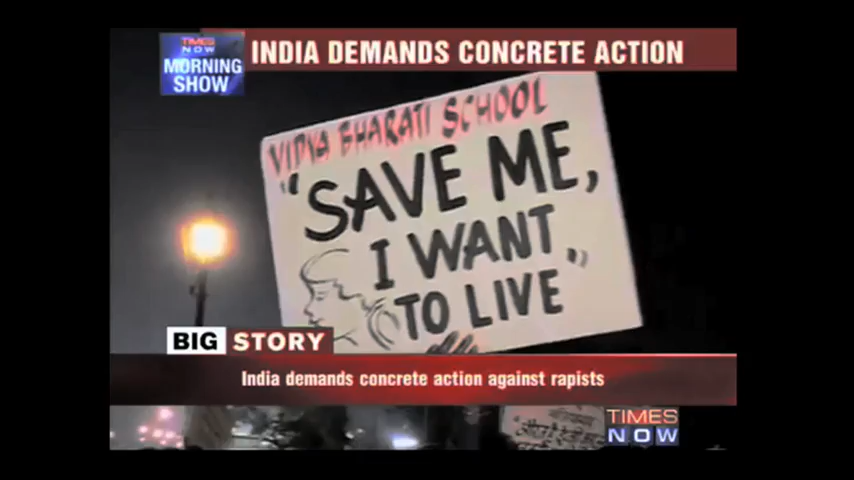 TIMES
NOW
MORNING
SHOW
INDIA DEMANDS CONCRETE ACTION
VIDYA BHARATI SCHOOL
"SAVE ME,
I WANT
TO LIVE"
BIG STORY
India demands concrete action against rapists
TIMES
NOW